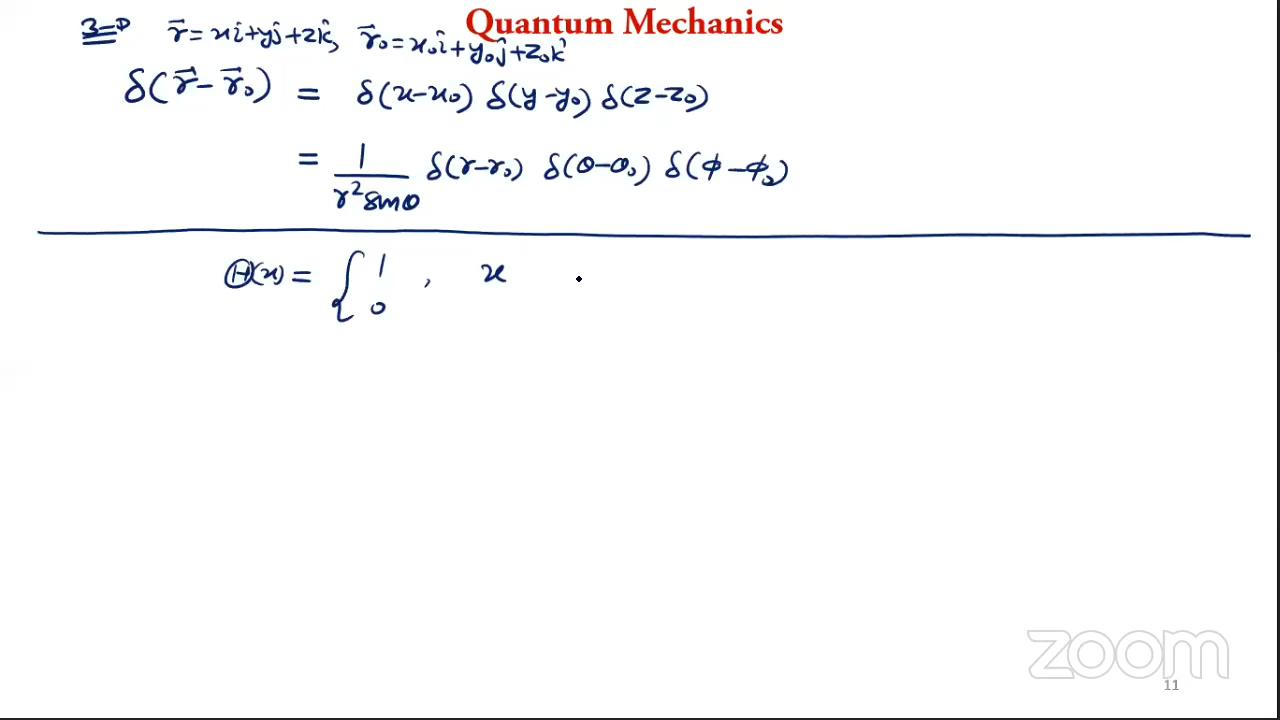 Quantum Mechanics
3-D r⃗ = xî + yĵ + zk̂, r⃗₀ = x₀î + y₀ĵ + z₀k̂
δ(r⃗ − r⃗₀) = δ(x−x₀) δ(y−y₀) δ(z−z₀)
= 1/(r² sinθ) δ(r−r₀) δ(θ−θ₀) δ(φ−φ₀)
Θ(x) = { 1 , x
0
zoom
11